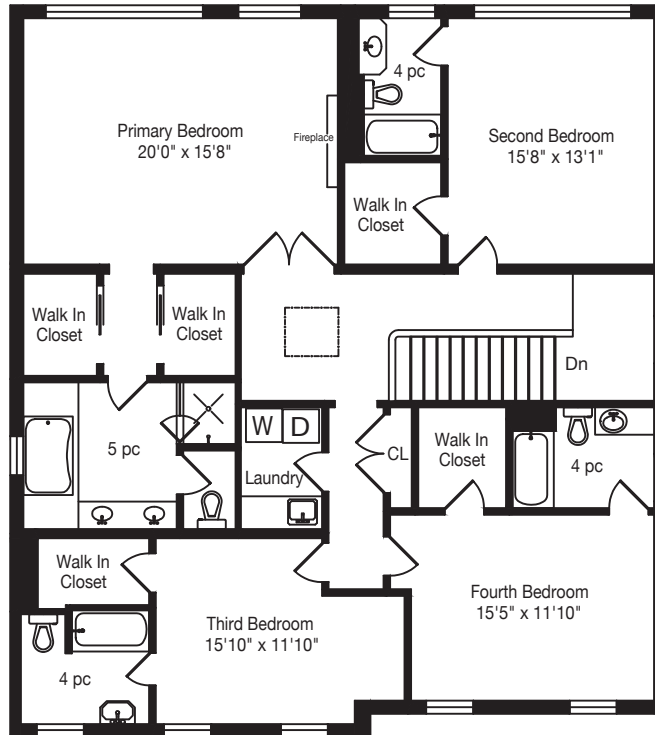 4 pc
Primary Bedroom
20'0" x 15'8"
Fireplace
Second Bedroom
15'8" x 13'1"
Walk In
Closet
Walk In
Closet
Walk In
Closet
Dn
5 pc
W D
Laundry
CL
Walk In
Closet
4 pc
Walk In
Closet
Third Bedroom
15'10" x 11'10"
Fourth Bedroom
15'5" x 11'10"
4 pc